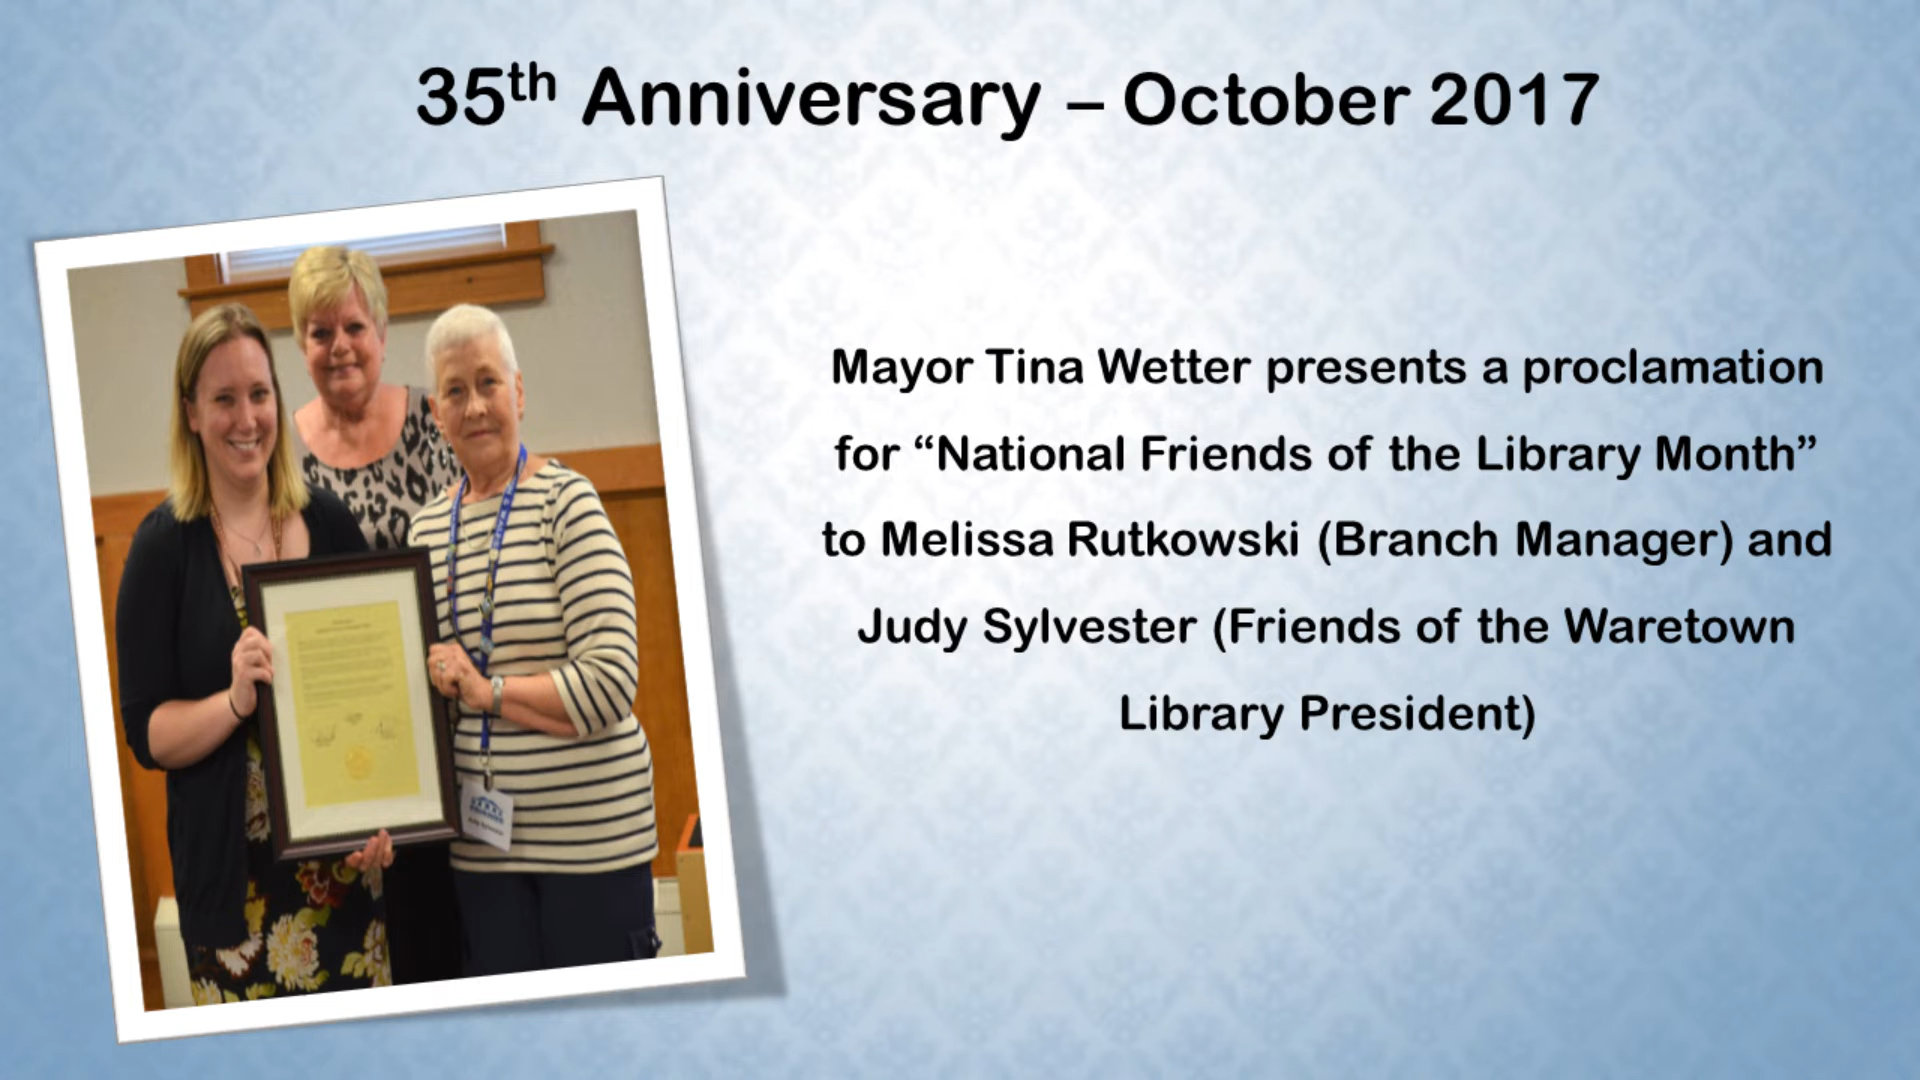 35th Anniversary – October 2017
Mayor Tina Wetter presents a proclamation
for “National Friends of the Library Month”
to Melissa Rutkowski (Branch Manager) and
Judy Sylvester (Friends of the Waretown
Library President)